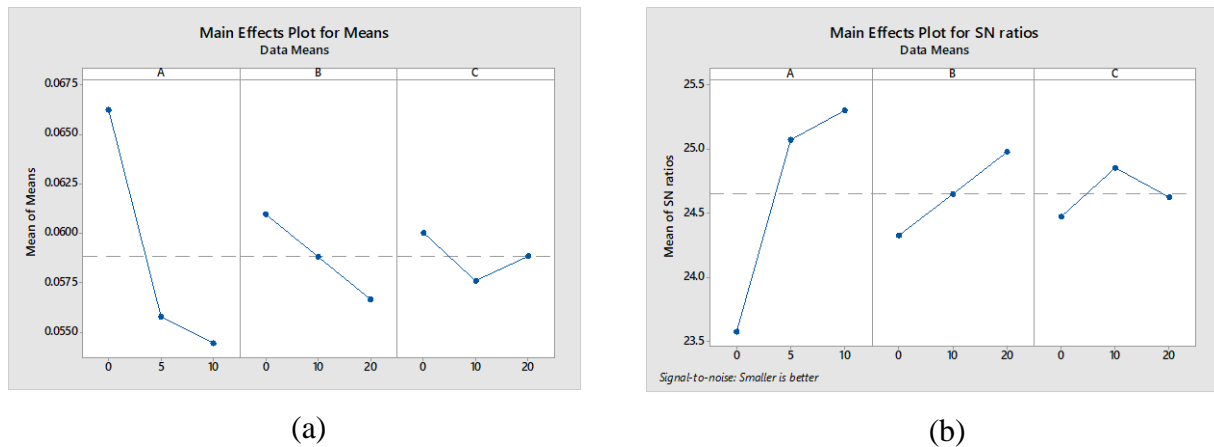 Main Effects Plot for Means
Data Means
A B C
0.0675
0.0650
0.0625
0.0600
0.0575
0.0550
Mean of Means
0 5 10 0 10 20 0 10 20
(a)
Main Effects Plot for SN ratios
Data Means
A B C
25.5
25.0
24.5
24.0
23.5
Mean of SN ratios
0 5 10 0 10 20 0 10 20
Signal-to-noise: Smaller is better
(b)